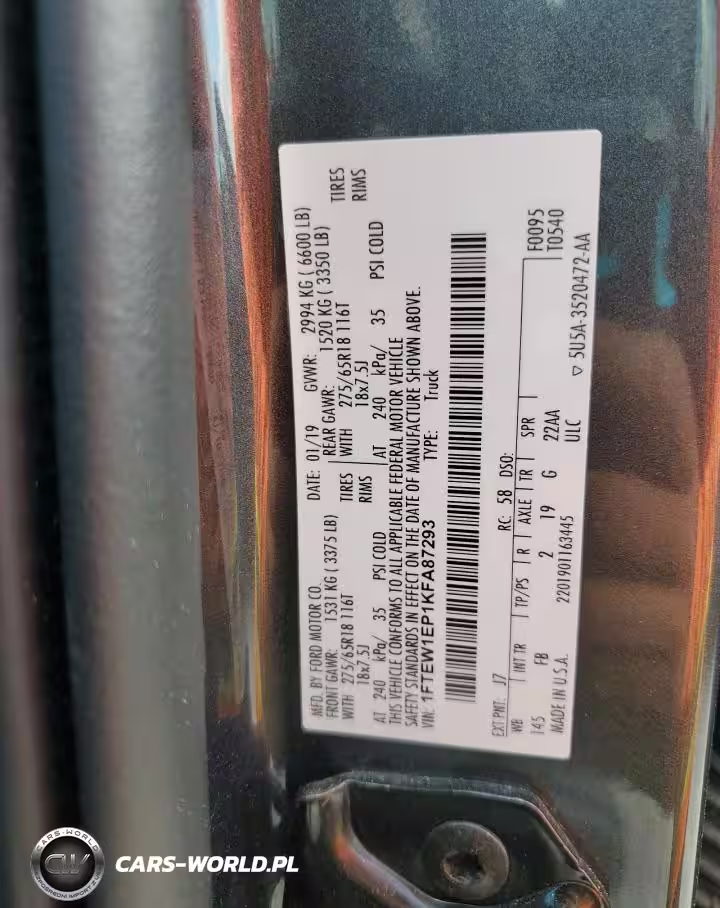 MFD. BY FORD MOTOR CO.
DATE: 01/19 GVWR: 2994 KG ( 6600 LB)
FRONT GAWR: 1531 KG ( 3375 LB) REAR GAWR: 1520 KG ( 3350 LB)
WITH 275/65R18 116T TIRES WITH 275/65R18 116T TIRES
18x7.5J RIMS 18x7.5J RIMS
AT 240 kPa/ 35 PSI COLD AT 240 kPa/ 35 PSI COLD
THIS VEHICLE CONFORMS TO ALL APPLICABLE FEDERAL MOTOR VEHICLE
SAFETY STANDARDS IN EFFECT ON THE DATE OF MANUFACTURE SHOWN ABOVE.
VIN: 1FTEW1EP1KFA87293 TYPE: Truck
EXT PNT: J7 RC: 58 DSO:
WB INT TR TP/PS R AXLE TR SPR F0095
145 FB 2 19 G 22AA T0540
MADE IN U.S.A. 2201901163445 ULC
▽ 5U5A-3520472-AA
CARS-WORLD
CW
CARS-WORLD.PL